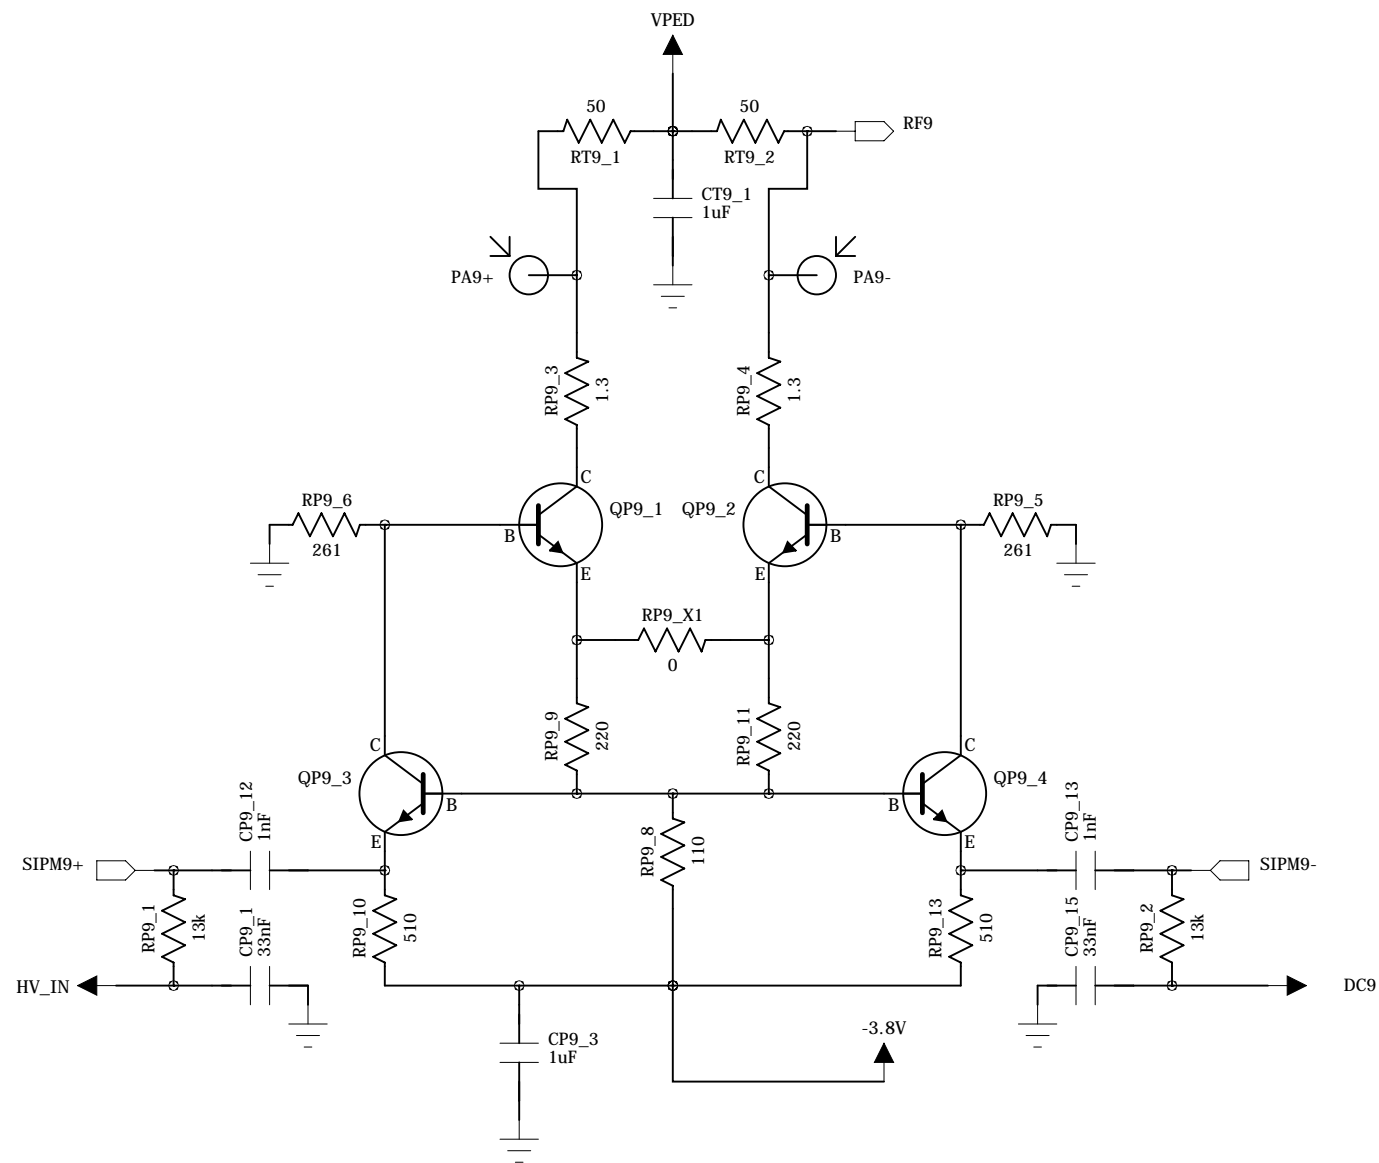 VPED
50
50
RF9
RT9_1
RT9_2
CT9_1
1uF
PA9+
PA9-
RP9_3
1.3
RP9_4
1.3
C
C
RP9_6
261
QP9_1
QP9_2
RP9_5
261
B
B
E
E
RP9_X1
0
RP9_9
220
RP9_11
220
C
C
QP9_3
QP9_4
B
B
E
E
CP9_12
1nF
CP9_13
1nF
RP9_8
110
SIPM9+
SIPM9-
RP9_1
13k
CP9_1
33nF
RP9_10
510
RP9_13
510
CP9_15
33nF
RP9_2
13k
HV_IN
DC9
CP9_3
1uF
-3.8V